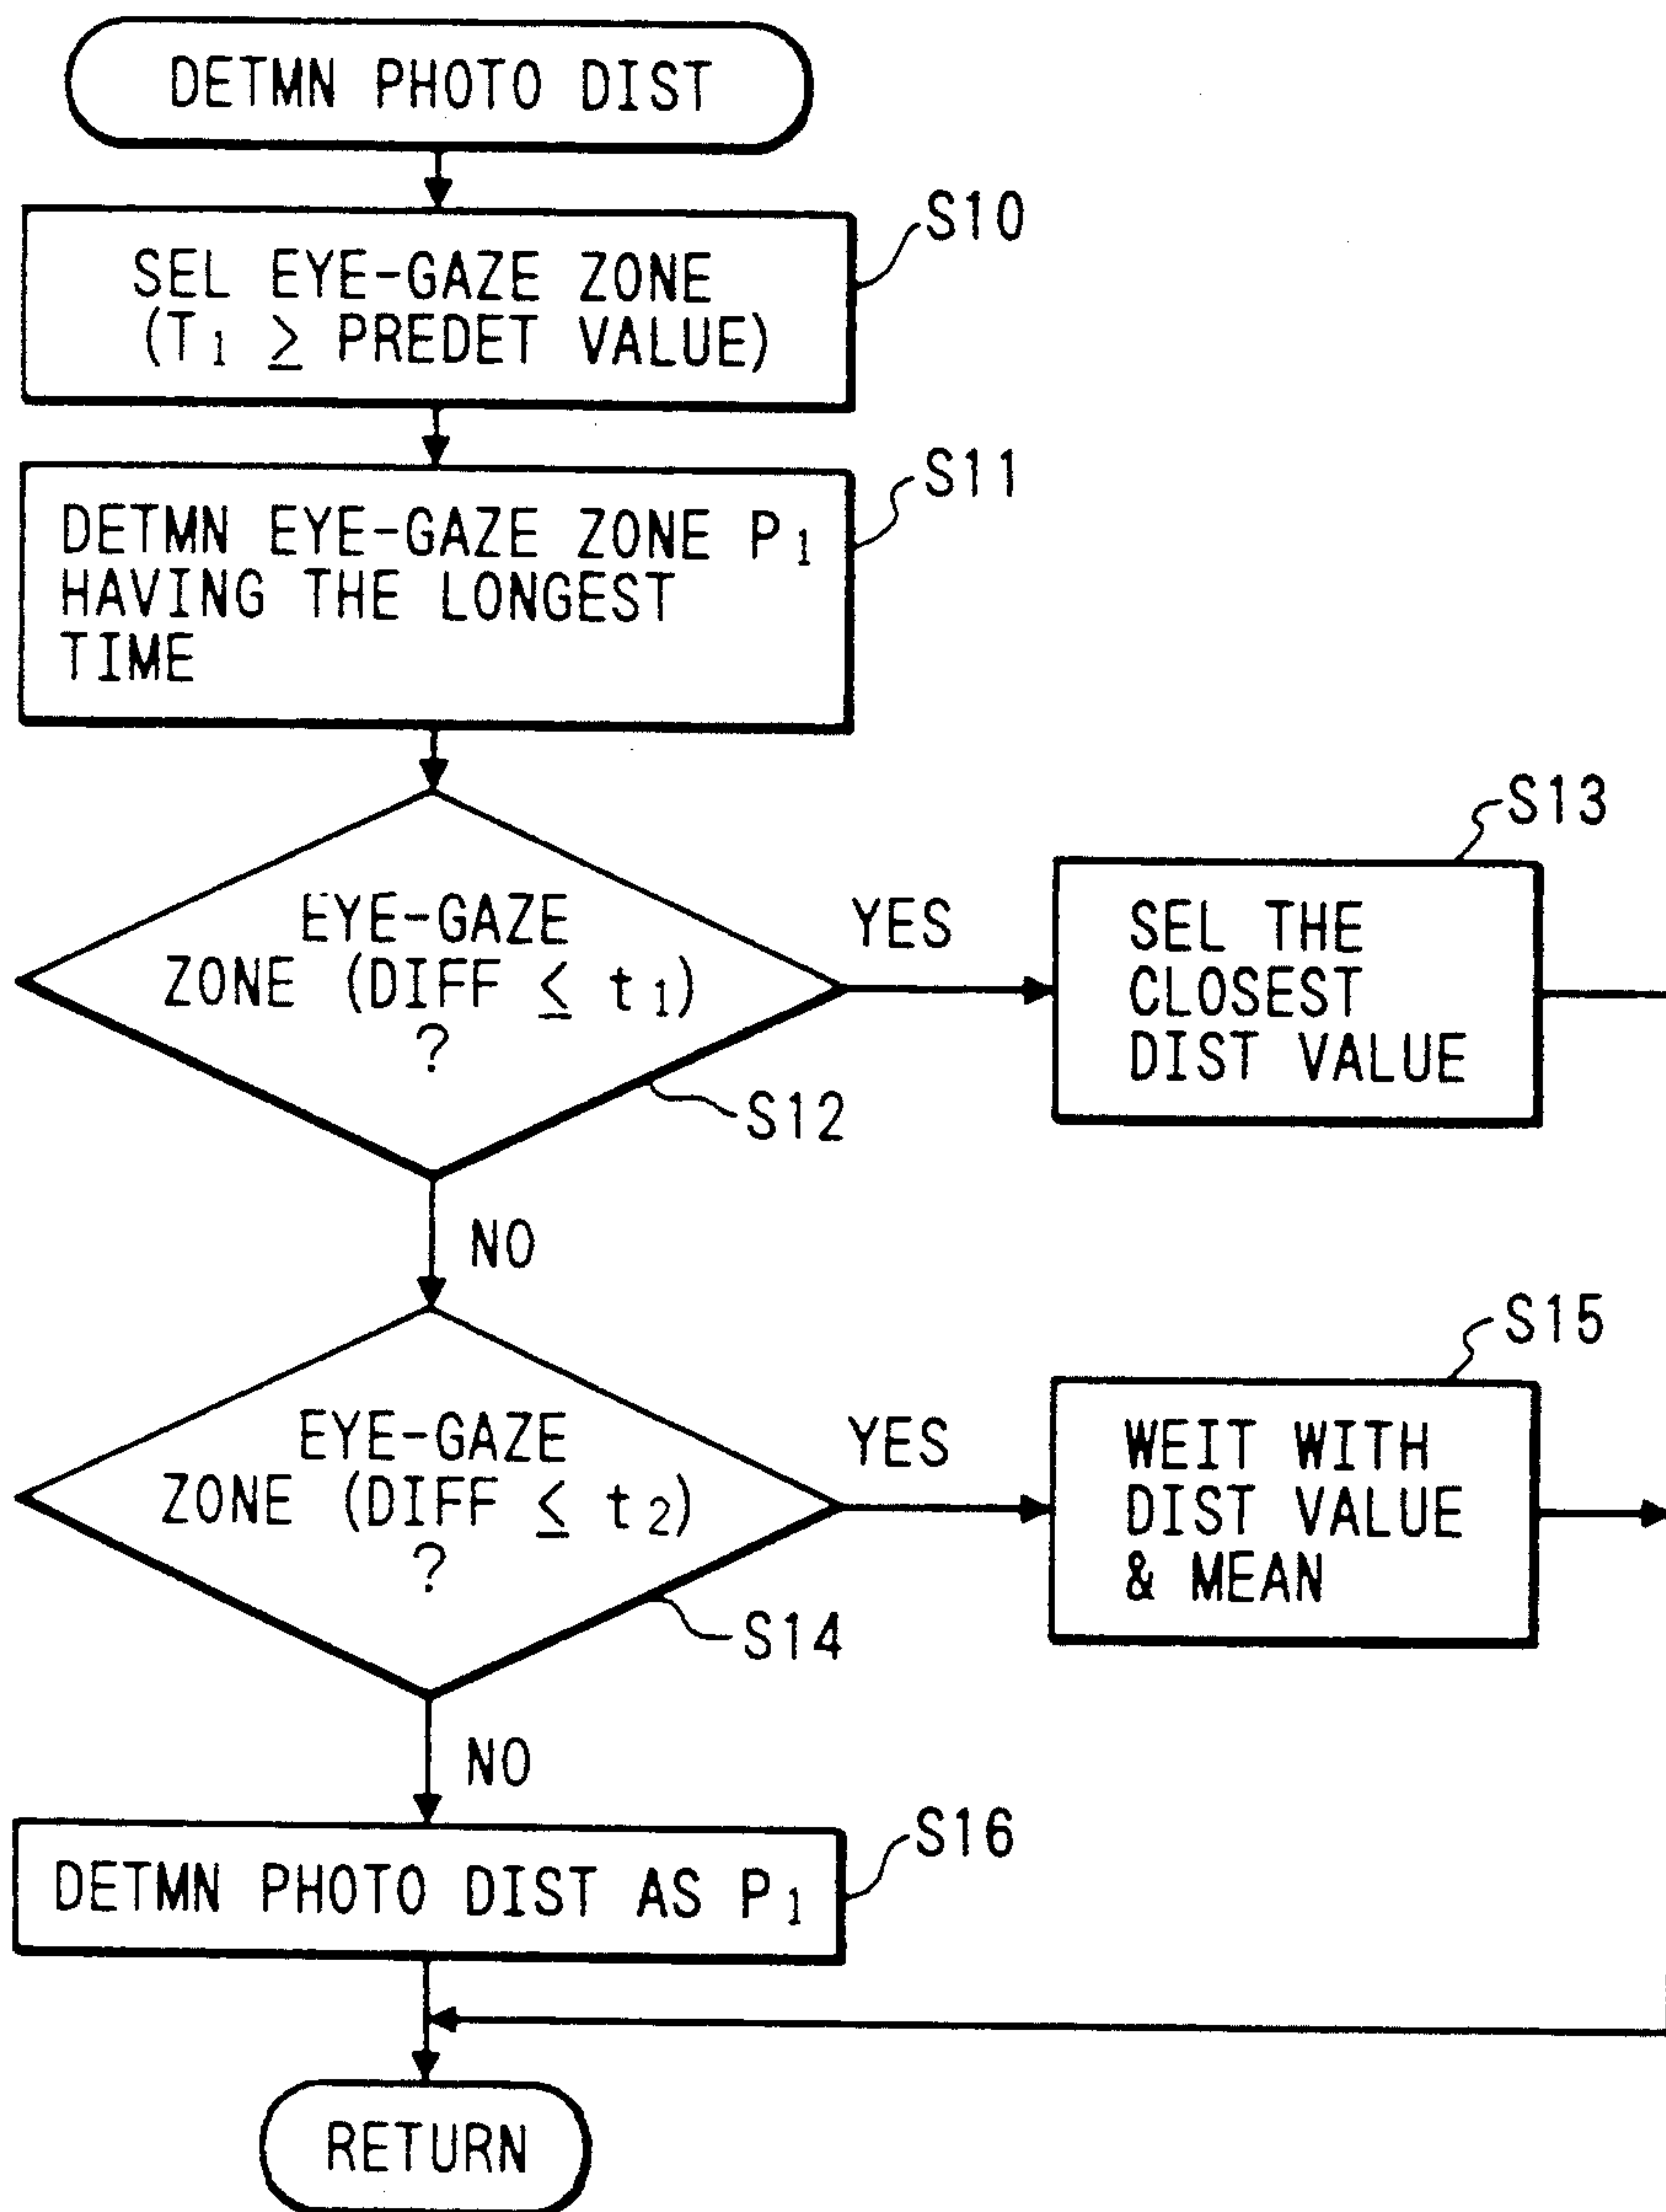 DETMN PHOTO DIST
S10
SEL EYE-GAZE ZONE
(T1 ≥ PREDET VALUE)
S11
DETMN EYE-GAZE ZONE P1
HAVING THE LONGEST
TIME
EYE-GAZE
ZONE (DIFF ≤ t1)
?
S12
YES
S13
SEL THE
CLOSEST
DIST VALUE
NO
EYE-GAZE
ZONE (DIFF ≤ t2)
?
S14
YES
S15
WEIT WITH
DIST VALUE
& MEAN
NO
S16
DETMN PHOTO DIST AS P1
RETURN